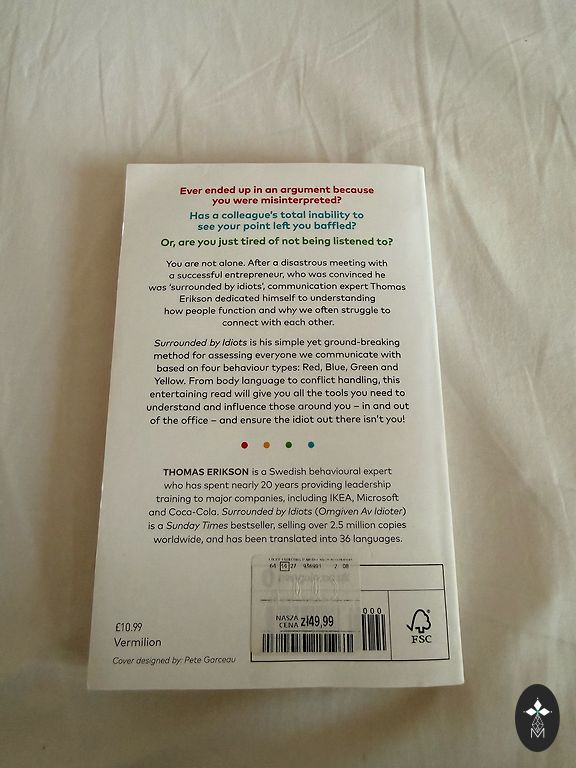 Ever ended up in an argument because
you were misinterpreted?
Has a colleague's total inability to
see your point left you baffled?
Or, are you just tired of not being listened to?
You are not alone. After a disastrous meeting with
a successful entrepreneur, who was convinced he
was 'surrounded by idiots', communication expert Thomas
Erikson dedicated himself to understanding
how people function and why we often struggle to
connect with each other.
Surrounded by Idiots is his simple yet ground-breaking
method for assessing everyone we communicate with
based on four behaviour types: Red, Blue, Green and
Yellow. From body language to conflict handling, this
entertaining read will give you all the tools you need to
understand and influence those around you – in and out
of the office – and ensure the idiot out there isn't you!
THOMAS ERIKSON is a Swedish behavioural expert
who has spent nearly 20 years providing leadership
training to major companies, including IKEA, Microsoft
and Coca-Cola. Surrounded by Idiots (Omgiven Av Idioter)
is a Sunday Times bestseller, selling over 2.5 million copies
worldwide, and has been translated into 36 languages.
64 14 27
NASZA
CENA zł49,99
000
FSC
£10.99
Vermilion
Cover designed by: Pete Garceau
M